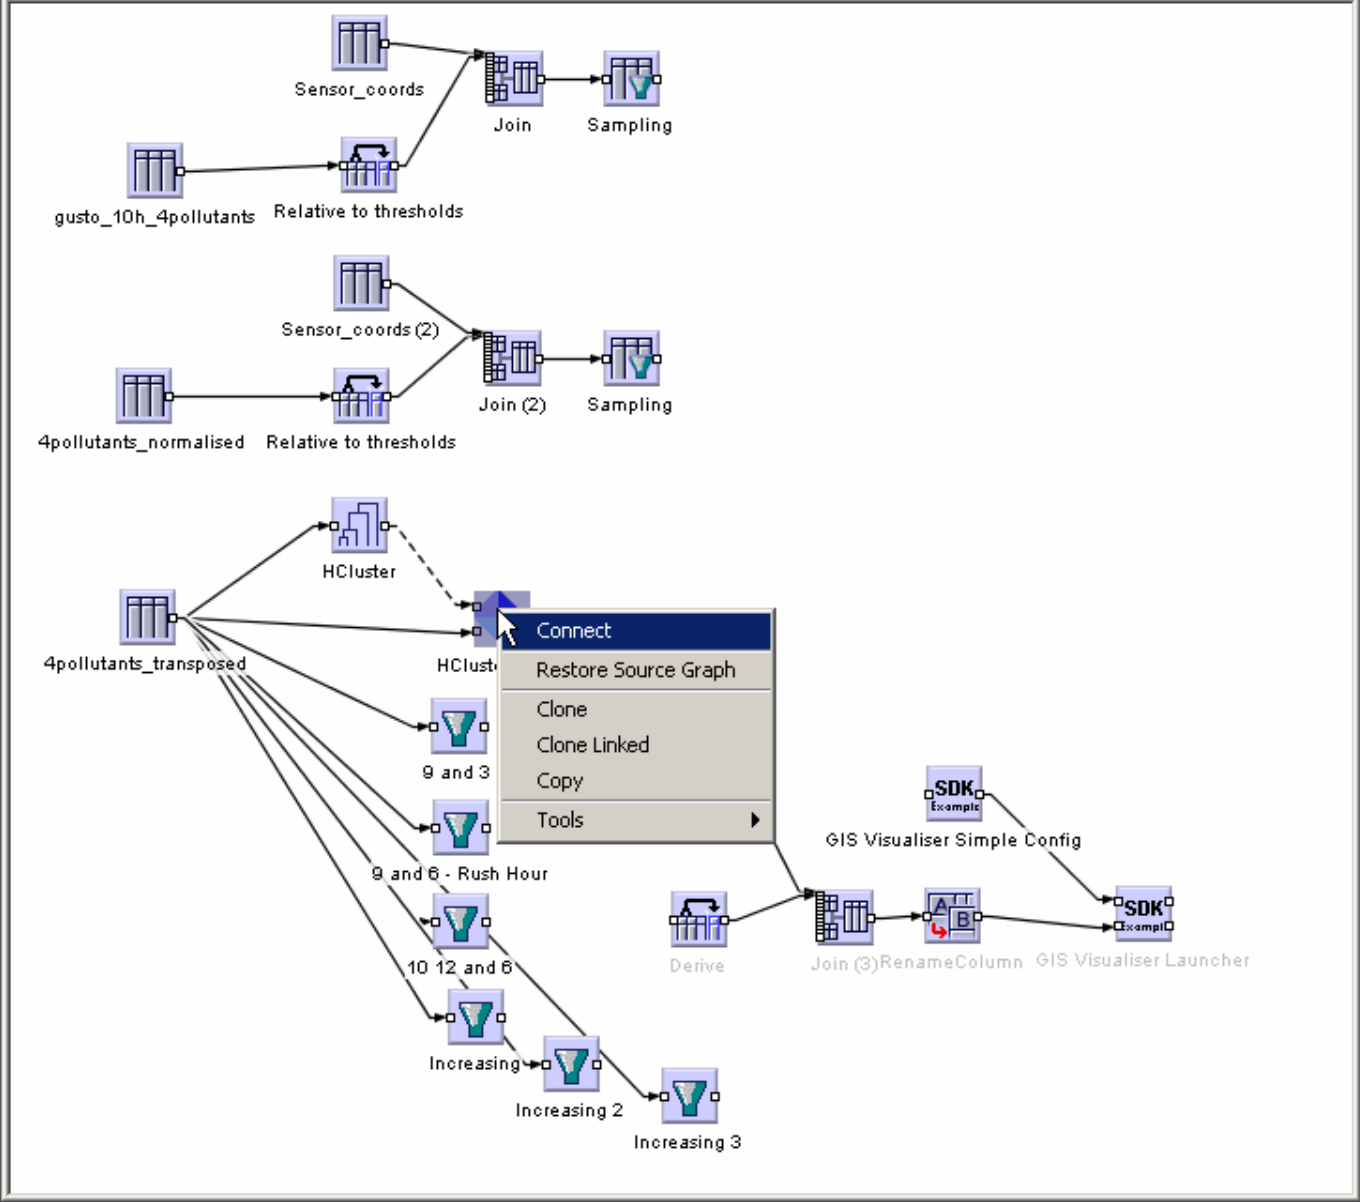 Sensor_coords
Join
Sampling
gusto_10h_4pollutants
Relative to thresholds
Sensor_coords (2)
Join (2)
Sampling
4pollutants_normalised
Relative to thresholds
HCluster
4pollutants_transposed
Connect
Restore Source Graph
Clone
Clone Linked
Copy
Tools
9 and 3
9 and 6 - Rush Hour
10 12 and 6
Increasing
Increasing 2
Increasing 3
SDK
Example
GIS Visualiser Simple Config
Derive
Join (3)
A
B
RenameColumn
SDK
GIS Visualiser Launcher